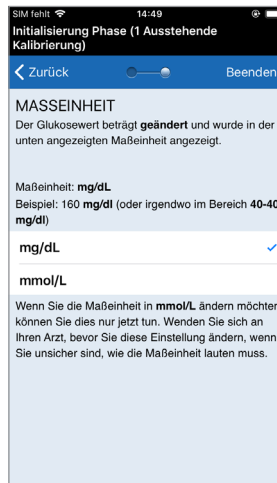 SIM fehlt 14:49
Initialisierung Phase (1 Ausstehende
Kalibrierung)
Zurück Beenden
MASSEINHEIT
Der Glukosewert beträgt geändert und wurde in der
unten angezeigten Maßeinheit angezeigt.
Maßeinheit: mg/dL
Beispiel: 160 mg/dl (oder irgendwo im Bereich 40-40
mg/dl)
mg/dL
mmol/L
Wenn Sie die Maßeinheit in mmol/L ändern möchten
können Sie dies nur jetzt tun. Wenden Sie sich an
Ihren Arzt, bevor Sie diese Einstellung ändern, wenn
Sie unsicher sind, wie die Maßeinheit lauten muss.